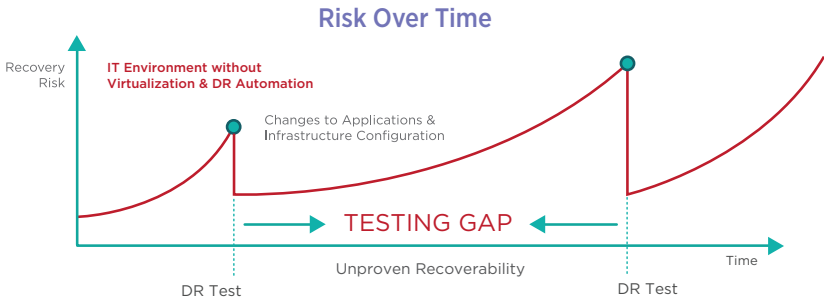 Risk Over Time
Recovery
Risk
IT Environment without
Virtualization & DR Automation
Changes to Applications &
Infrastructure Configuration
TESTING GAP
Time
Unproven Recoverability
DR Test
DR Test